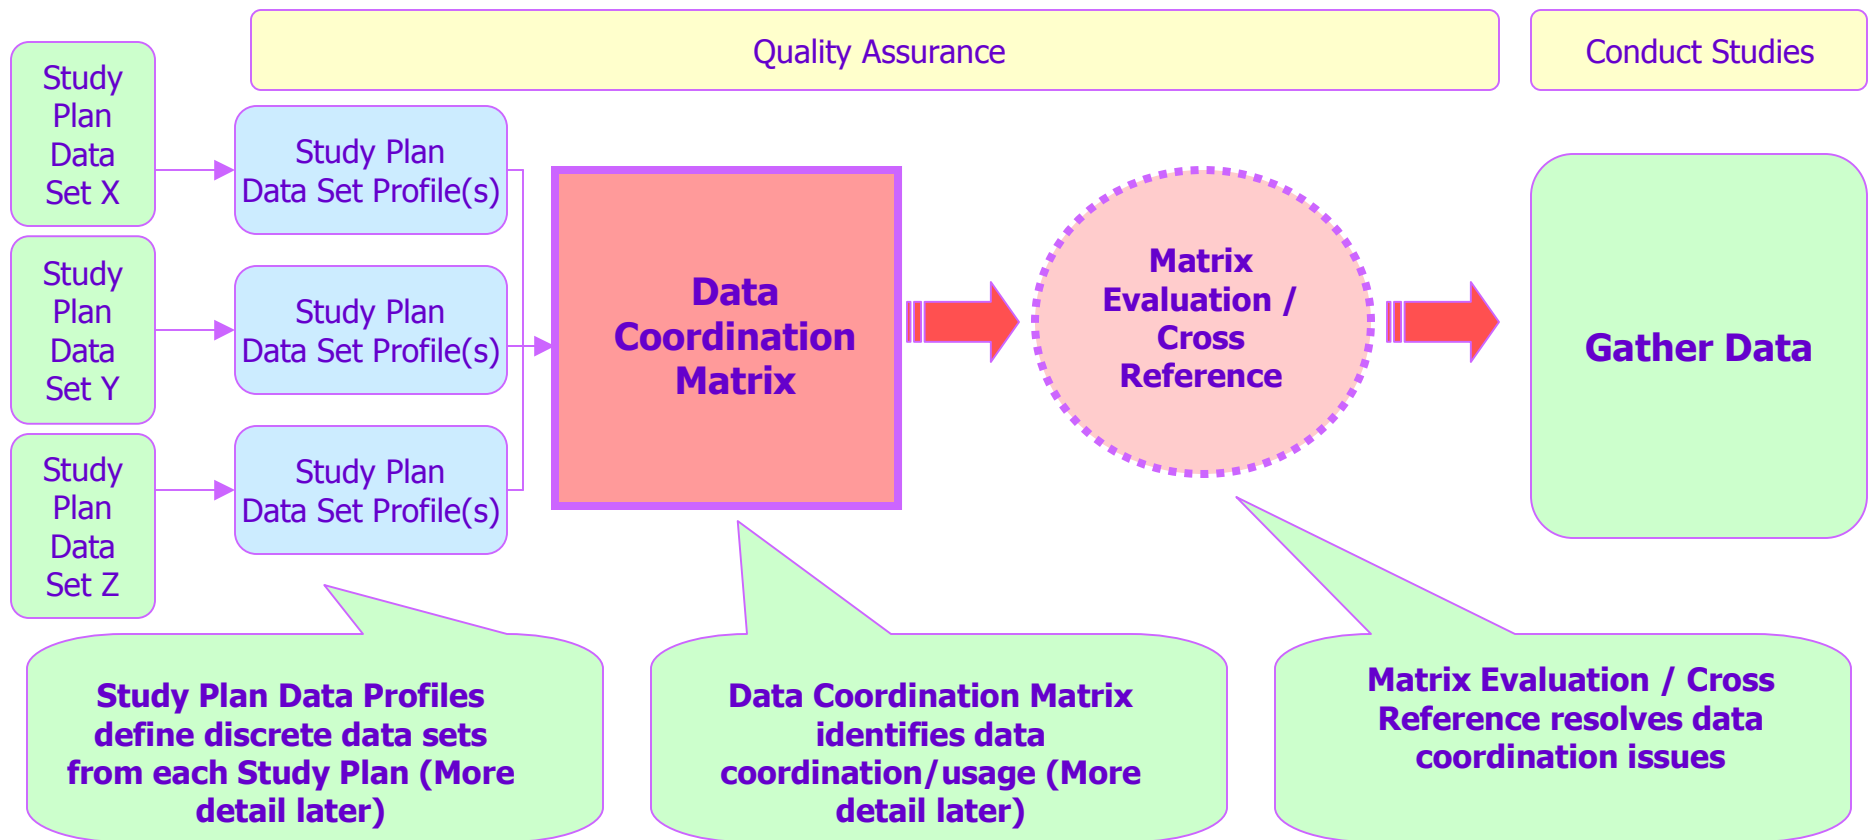 Quality Assurance
Conduct Studies
Study
Plan
Data
Set X
Study
Plan
Data
Set Y
Study
Plan
Data
Set Z
Study Plan
Data Set Profile(s)
Study Plan
Data Set Profile(s)
Study Plan
Data Set Profile(s)
Data
Coordination
Matrix
Matrix
Evaluation /
Cross
Reference
Gather Data
Study Plan Data Profiles
define discrete data sets
from each Study Plan (More
detail later)
Data Coordination Matrix
identifies data
coordination/usage (More
detail later)
Matrix Evaluation / Cross
Reference resolves data
coordination issues